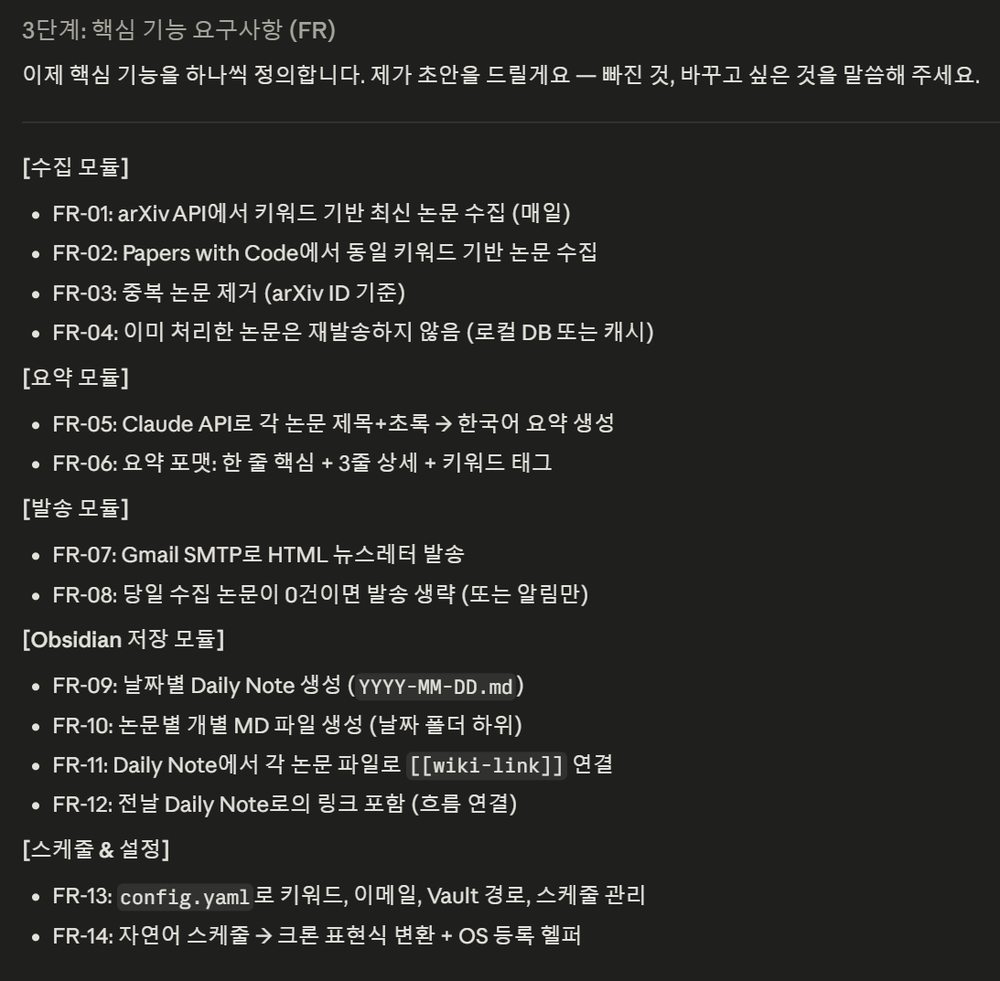 3단계: 핵심 기능 요구사항 (FR)
이제 핵심 기능을 하나씩 정의합니다. 제가 초안을 드릴게요 — 빠진 것, 바꾸고 싶은 것을 말씀해 주세요.
[수집 모듈]
• FR-01: arXiv API에서 키워드 기반 최신 논문 수집 (매일)
• FR-02: Papers with Code에서 동일 키워드 기반 논문 수집
• FR-03: 중복 논문 제거 (arXiv ID 기준)
• FR-04: 이미 처리한 논문은 재발송하지 않음 (로컬 DB 또는 캐시)
[요약 모듈]
• FR-05: Claude API로 각 논문 제목+초록 → 한국어 요약 생성
• FR-06: 요약 포맷: 한 줄 핵심 + 3줄 상세 + 키워드 태그
[발송 모듈]
• FR-07: Gmail SMTP로 HTML 뉴스레터 발송
• FR-08: 당일 수집 논문이 0건이면 발송 생략 (또는 알림만)
[Obsidian 저장 모듈]
• FR-09: 날짜별 Daily Note 생성 (YYYY-MM-DD.md)
• FR-10: 논문별 개별 MD 파일 생성 (날짜 폴더 하위)
• FR-11: Daily Note에서 각 논문 파일로 [[wiki-link]] 연결
• FR-12: 전날 Daily Note로의 링크 포함 (흐름 연결)
[스케줄 & 설정]
• FR-13: config.yaml로 키워드, 이메일, Vault 경로, 스케줄 관리
• FR-14: 자연어 스케줄 → 크론 표현식 변환 + OS 등록 헬퍼